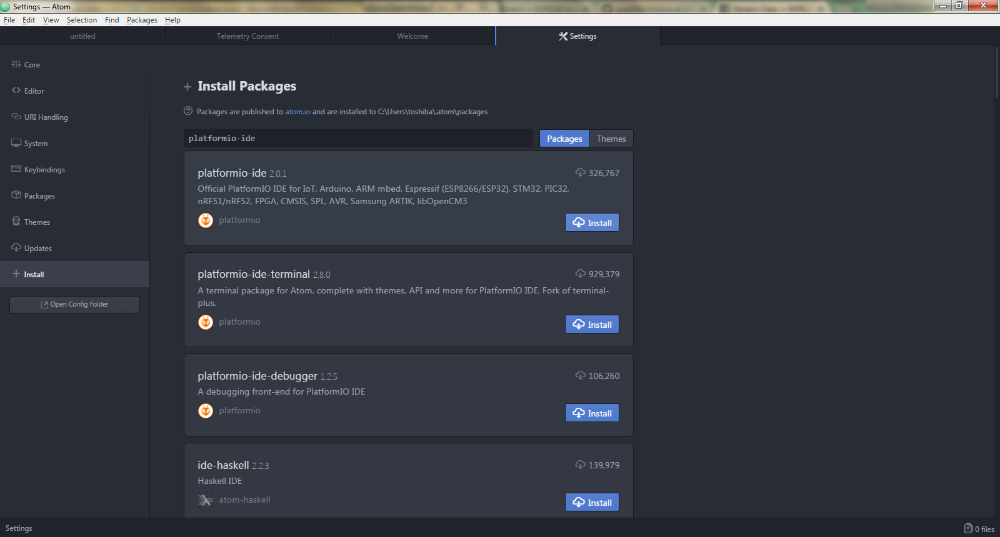 Settings — Atom
File Edit View Selection Find Packages Help
untitled Telemetry Consent Welcome Settings
Core
Editor
URI Handling
System
Keybindings
Packages
Themes
Updates
Install
Open Config Folder
Install Packages
Packages are published to atom.io and are installed to C:\Users\toshiba\.atom\packages
platformio-ide Packages Themes
platformio-ide 2.0.1 326,767
Official PlatformIO IDE for IoT, Arduino, ARM mbed, Espressif (ESP8266/ESP32), STM32, PIC32,
nRF51/nRF52, FPGA, CMSIS, SPL, AVR, Samsung ARTIK, libOpenCM3
platformio Install
platformio-ide-terminal 2.8.0 929,379
A terminal package for Atom, complete with themes, API and more for PlatformIO IDE. Fork of terminal-
plus.
platformio Install
platformio-ide-debugger 1.2.5 106,260
A debugging front-end for PlatformIO IDE
platformio Install
ide-haskell 2.2.3 139,979
Haskell IDE
atom-haskell Install
Settings 0 files